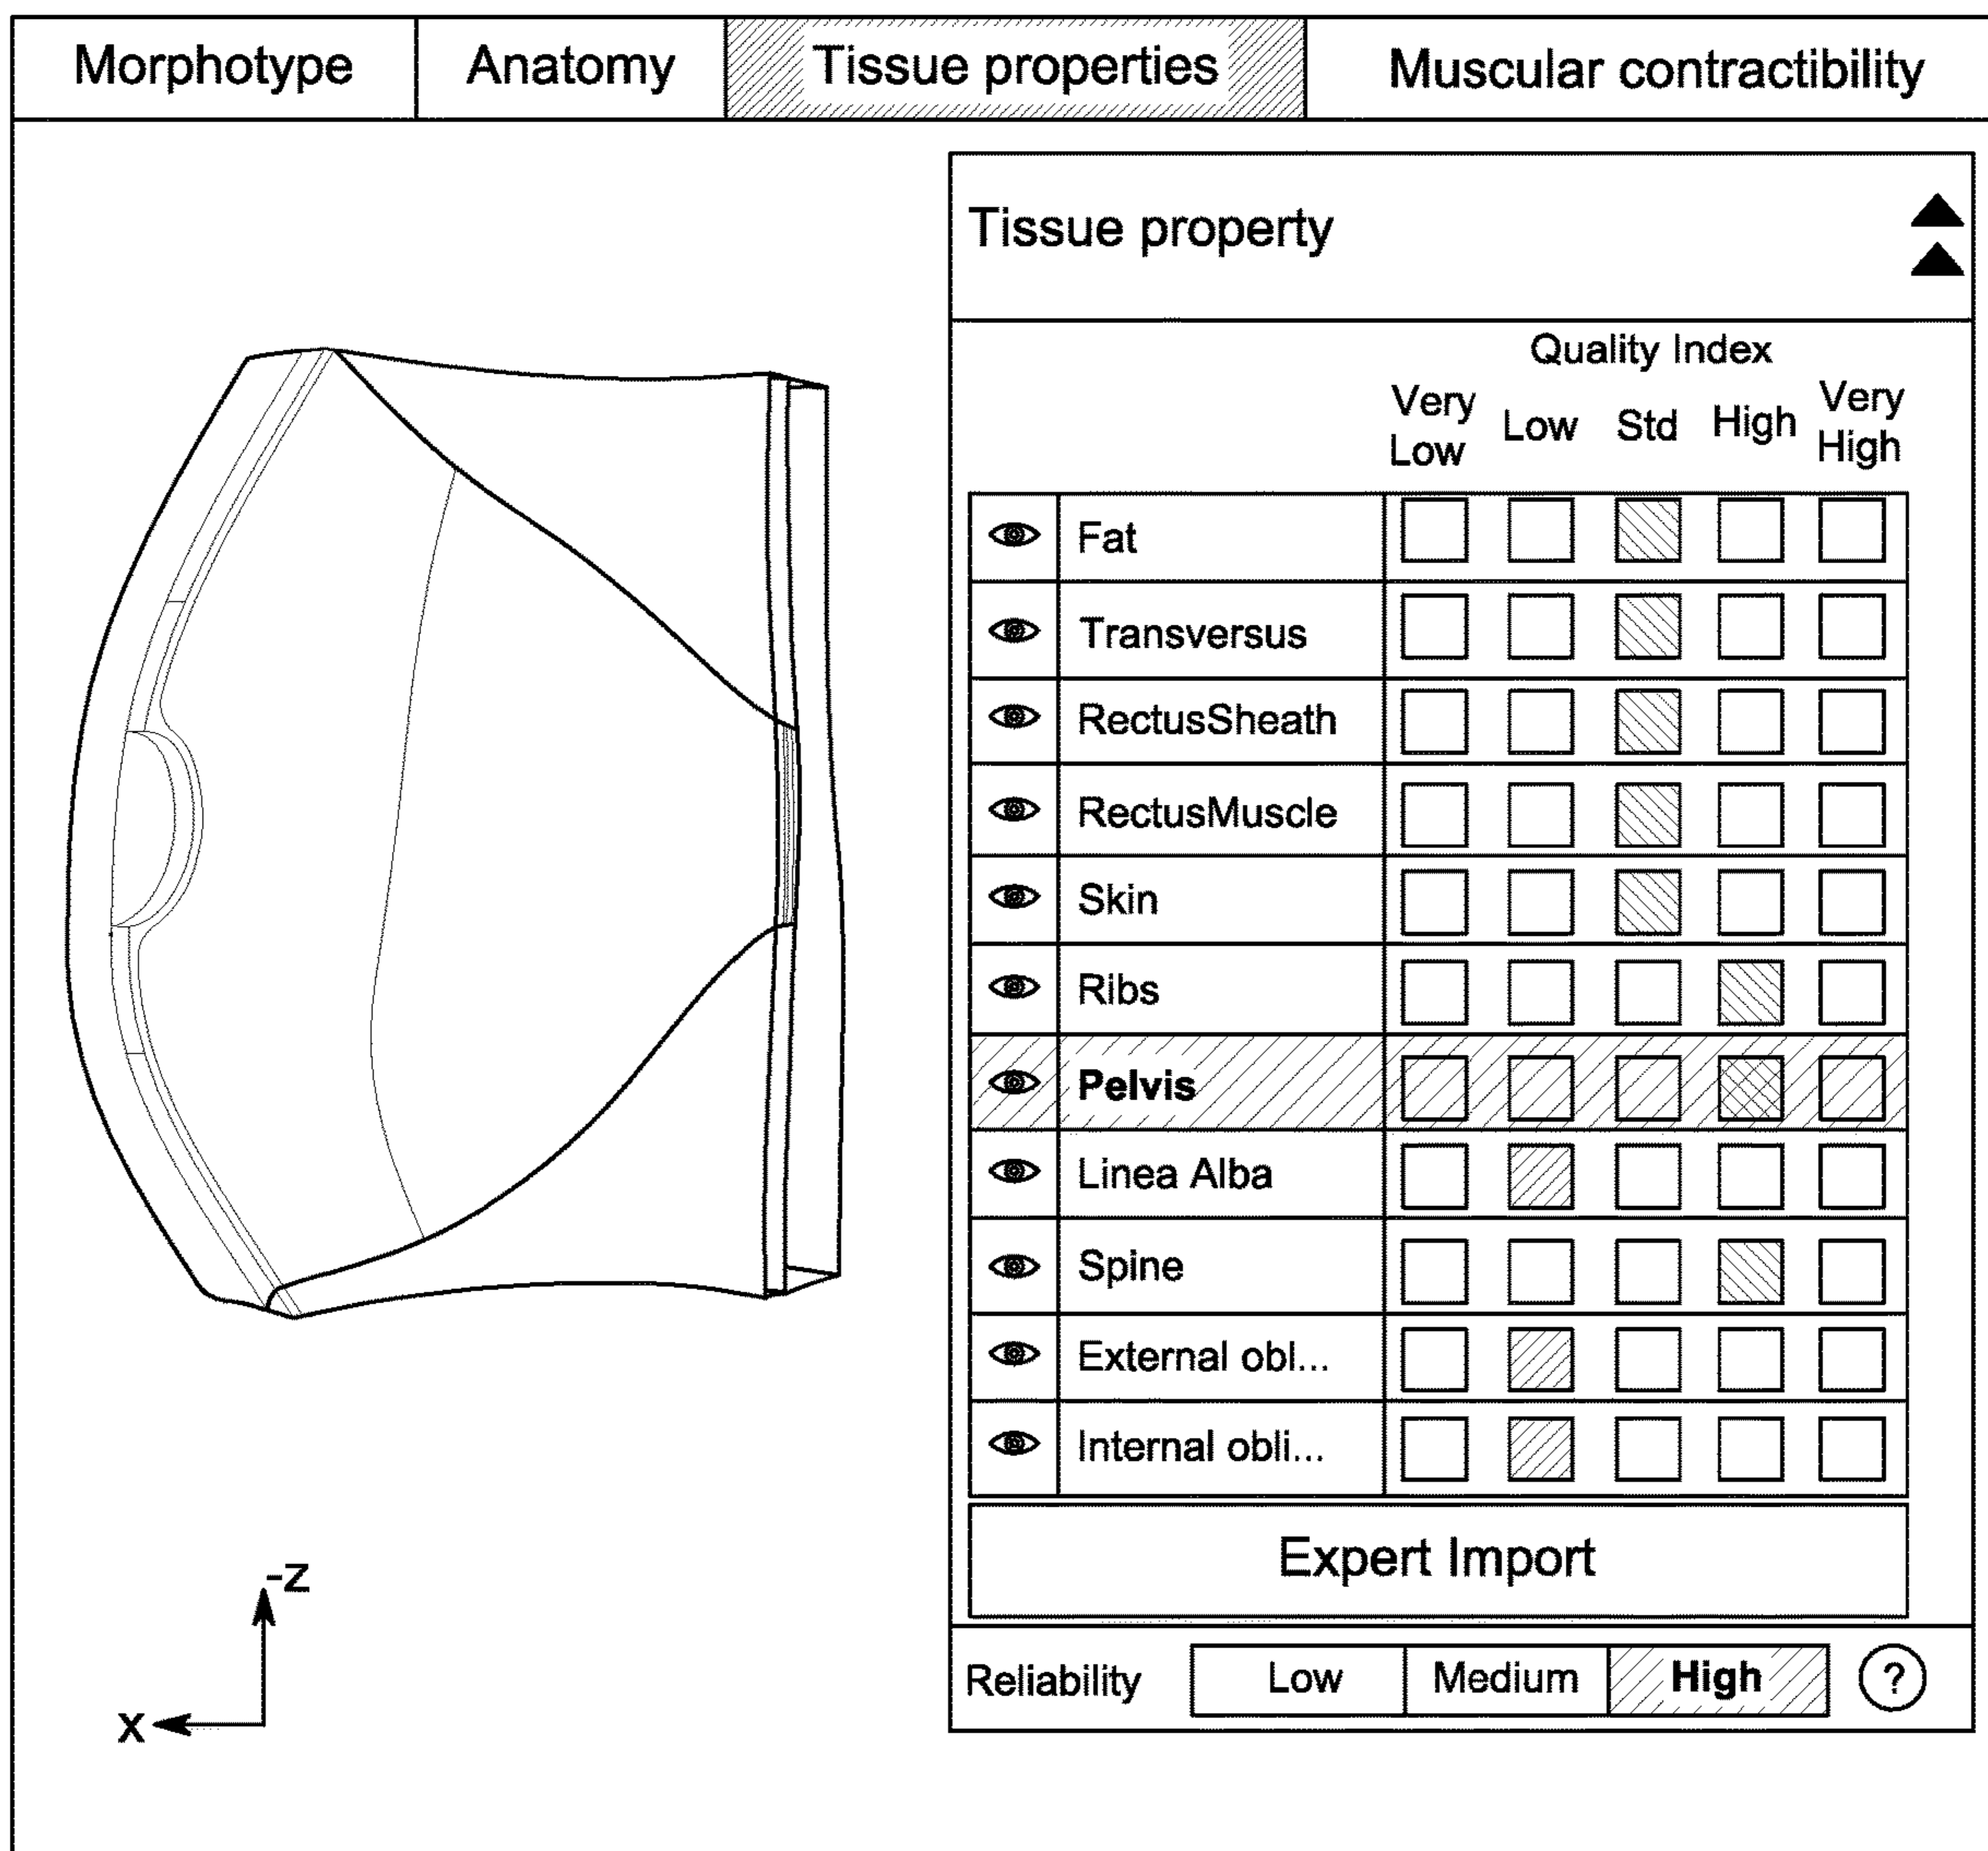 Morphotype Anatomy Tissue properties Muscular contractibility
Tissue property
Quality Index
Very Low Low Std High Very High
Fat
Transversus
RectusSheath
RectusMuscle
Skin
Ribs
Pelvis
Linea Alba
Spine
External obl...
Internal obli...
Expert Import
Reliability Low Medium High ?
-Z
X